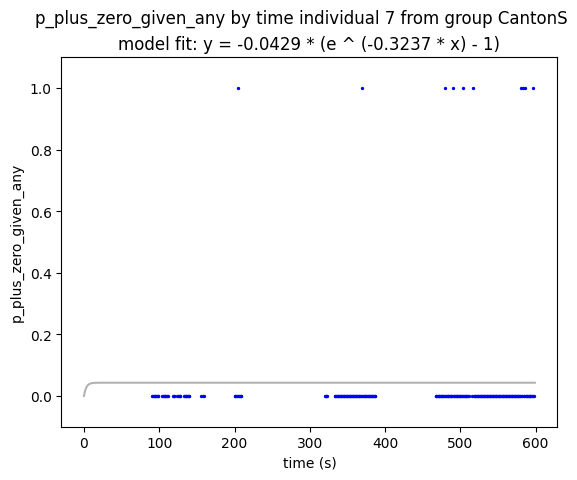 p_plus_zero_given_any by time individual 7 from group CantonS
model fit: y = -0.0429 * (e ^ (-0.3237 * x) - 1)
1.0
0.8
0.6
0.4
0.2
0.0
p_plus_zero_given_any
0 100 200 300 400 500 600
time (s)